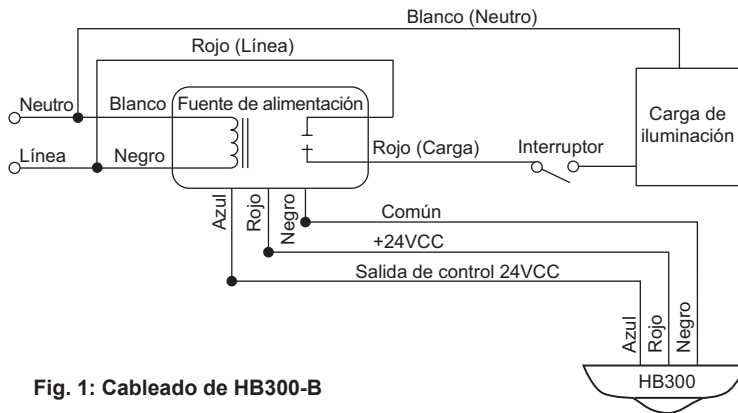 Blanco (Neutro)
Rojo (Línea)
Neutro
Blanco
Fuente de alimentación
Carga de
iluminación
Línea
Negro
Rojo (Carga)
Interruptor
Azul
Rojo
Negro
Común
+24VCC
Salida de control 24VCC
Azul
Rojo
Negro
HB300
Fig. 1: Cableado de HB300-B